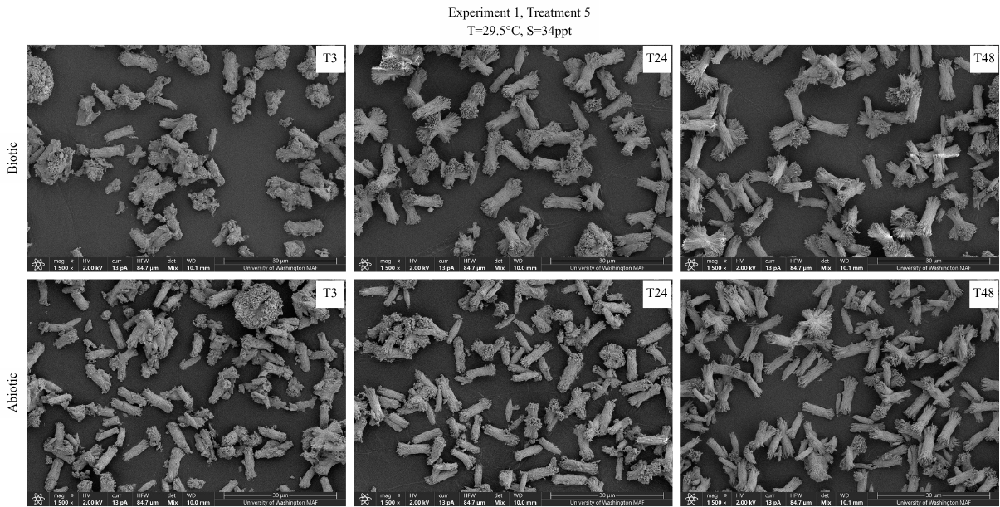 Experiment 1, Treatment 5
T=29.5°C, S=34ppt
Biotic
T3
mag HV curr HFW det WD 30 µm
1 500 × 2.00 kV 13 pA 84.7 µm Mix 10.1 mm University of Washington MAF
T24
mag HV curr HFW det WD 30 µm
1 500 × 2.00 kV 13 pA 84.7 µm Mix 10.0 mm University of Washington MAF
T48
mag HV curr HFW det WD 30 µm
1 500 × 2.00 kV 13 pA 84.7 µm Mix 10.1 mm University of Washington MAF
Abiotic
T3
mag HV curr HFW det WD 30 µm
1 500 × 2.00 kV 13 pA 84.7 µm Mix 10.0 mm University of Washington MAF
T24
mag HV curr HFW det WD 30 µm
1 500 × 2.00 kV 13 pA 84.7 µm Mix 10.0 mm University of Washington MAF
T48
mag HV curr HFW det WD 30 µm
1 500 × 2.00 kV 13 pA 84.7 µm Mix 10.0 mm University of Washington MAF